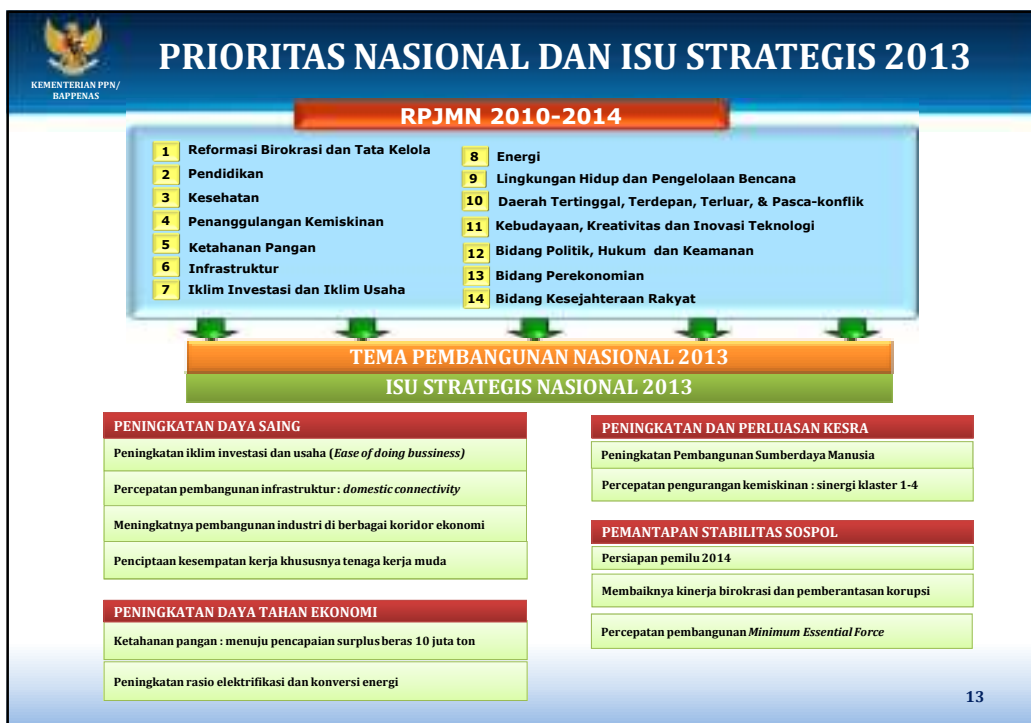 KEMENTERIAN PPN/
BAPPENAS
PRIORITAS NASIONAL DAN ISU STRATEGIS 2013
RPJMN 2010-2014
1 Reformasi Birokrasi dan Tata Kelola
2 Pendidikan
3 Kesehatan
4 Penanggulangan Kemiskinan
5 Ketahanan Pangan
6 Infrastruktur
7 Iklim Investasi dan Iklim Usaha
8 Energi
9 Lingkungan Hidup dan Pengelolaan Bencana
10 Daerah Tertinggal, Terdepan, Terluar, & Pasca-konflik
11 Kebudayaan, Kreativitas dan Inovasi Teknologi
12 Bidang Politik, Hukum dan Keamanan
13 Bidang Perekonomian
14 Bidang Kesejahteraan Rakyat
TEMA PEMBANGUNAN NASIONAL 2013
ISU STRATEGIS NASIONAL 2013
PENINGKATAN DAYA SAING
Peningkatan iklim investasi dan usaha (Ease of doing bussiness)
Percepatan pembangunan infrastruktur : domestic connectivity
Meningkatnya pembangunan industri di berbagai koridor ekonomi
Penciptaan kesempatan kerja khususnya tenaga kerja muda
PENINGKATAN DAYA TAHAN EKONOMI
Ketahanan pangan : menuju pencapaian surplus beras 10 juta ton
Peningkatan rasio elektrifikasi dan konversi energi
PENINGKATAN DAN PERLUASAN KESRA
Peningkatan Pembangunan Sumberdaya Manusia
Percepatan pengurangan kemiskinan : sinergi klaster 1-4
PEMANTAPAN STABILITAS SOSPOL
Persiapan pemilu 2014
Membaiknya kinerja birokrasi dan pemberantasan korupsi
Percepatan pembangunan Minimum Essential Force
13